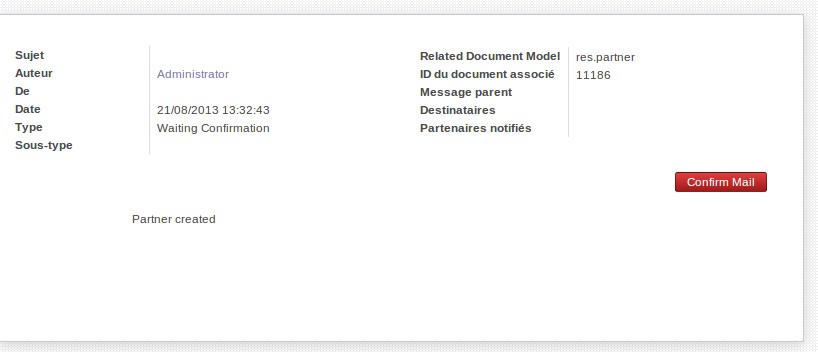 Sujet
Auteur Administrator
De
Date 21/08/2013 13:32:43
Type Waiting Confirmation
Sous-type
Related Document Model res.partner
ID du document associé 11186
Message parent
Destinataires
Partenaires notifiés
Confirm Mail
Partner created